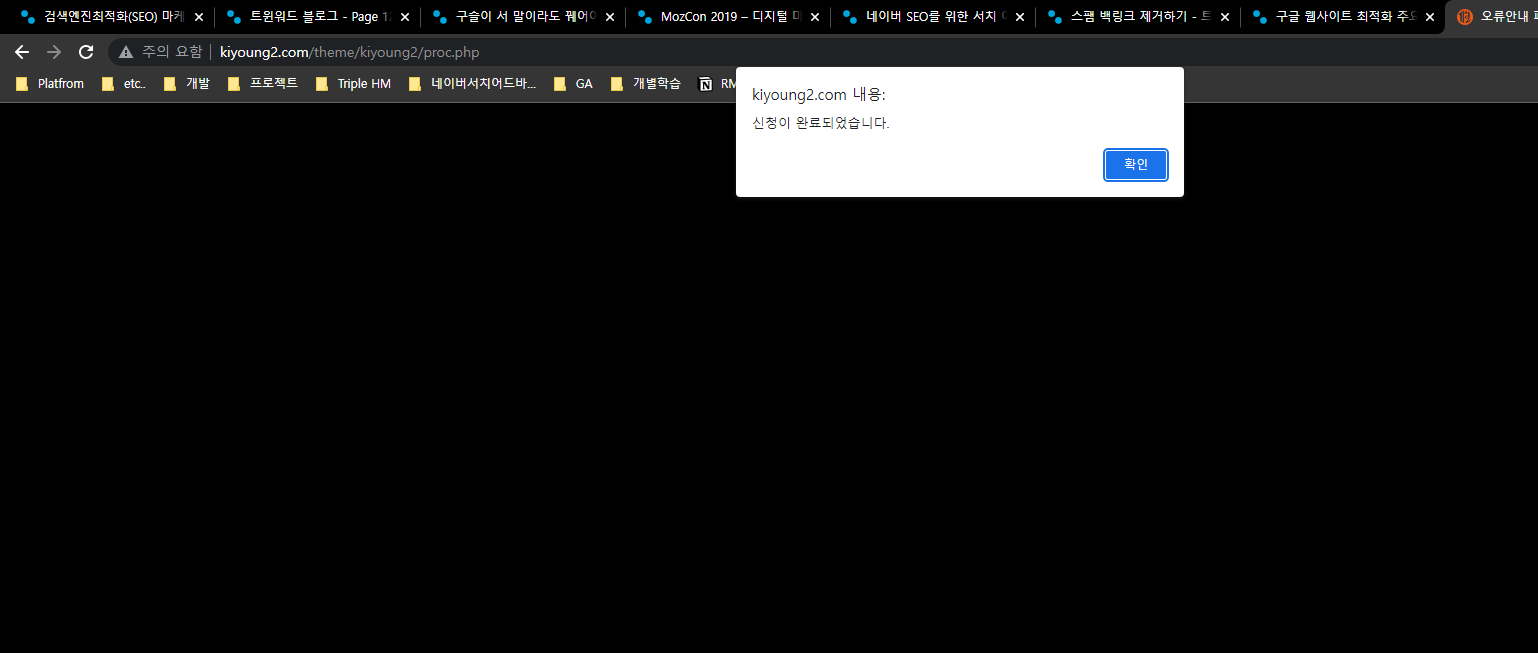 검색엔진최적화(SEO) 마케
트윈워드 블로그 - Page 1
구슬이 서 말이라도 꿰어
MozCon 2019 – 디지털
네이버 SEO를 위한 서치
스팸 백링크 제거하기 - 트
구글 웹사이트 최적화 주요
오류안내
주의 요함 | kiyoung2.com/theme/kiyoung2/proc.php
Platfrom etc.. 개발 프로젝트 Triple HM 네이버서치어드바... GA 개별학습 RM
kiyoung2.com 내용:
신청이 완료되었습니다.
확인